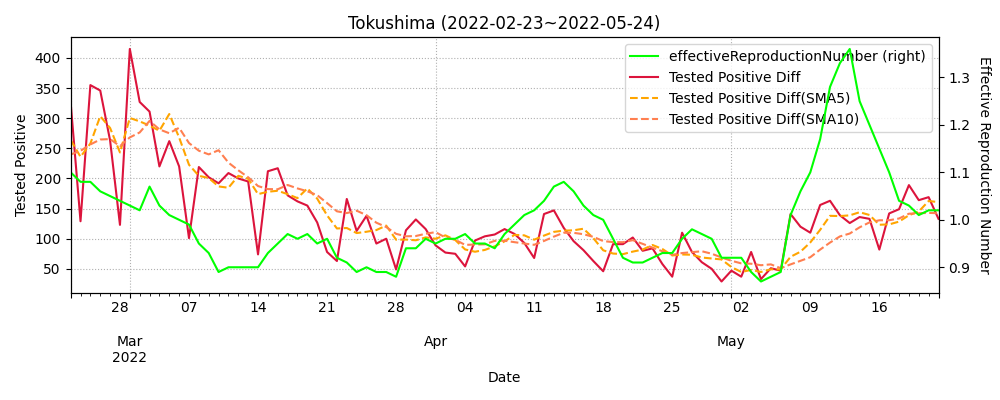 Tokushima (2022-02-23~2022-05-24)
effectiveReproductionNumber (right)
Tested Positive Diff
Tested Positive Diff(SMA5)
Tested Positive Diff(SMA10)
Tested Positive
400
350
300
250
200
150
100
50
1.3
1.2
1.1
1.0
0.9
Effective Reproduction Number
28 07 14 21 28 04 11 18 25 02 09 16
Mar Apr May
2022
Date